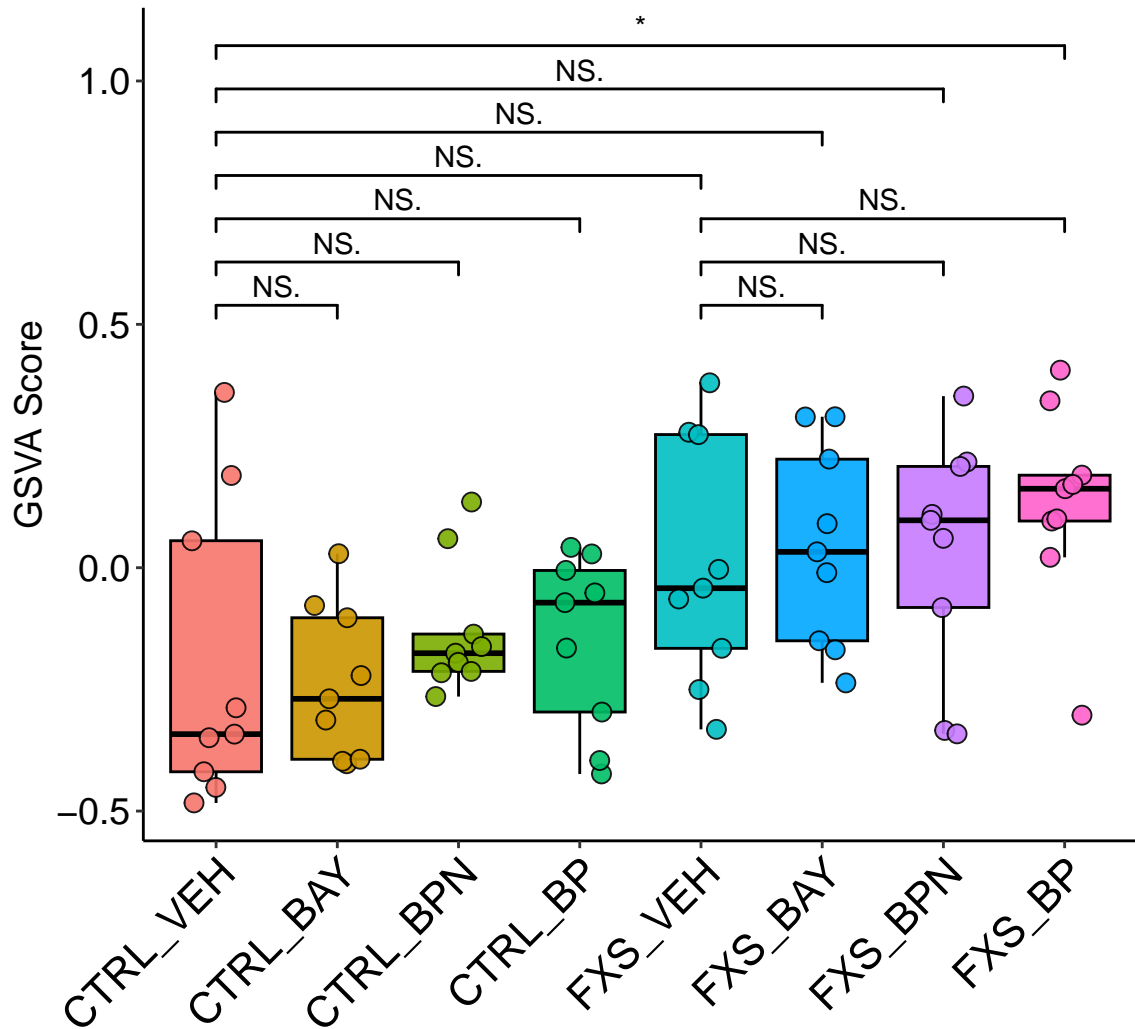 *
NS.
NS.
NS.
NS.
NS.
NS.
NS.
NS.
NS.
1.0
0.5
0.0
−0.5
GSVA Score
CTRL_VEH
CTRL_BAY
CTRL_BPN
CTRL_BP
FXS_VEH
FXS_BAY
FXS_BPN
FXS_BP